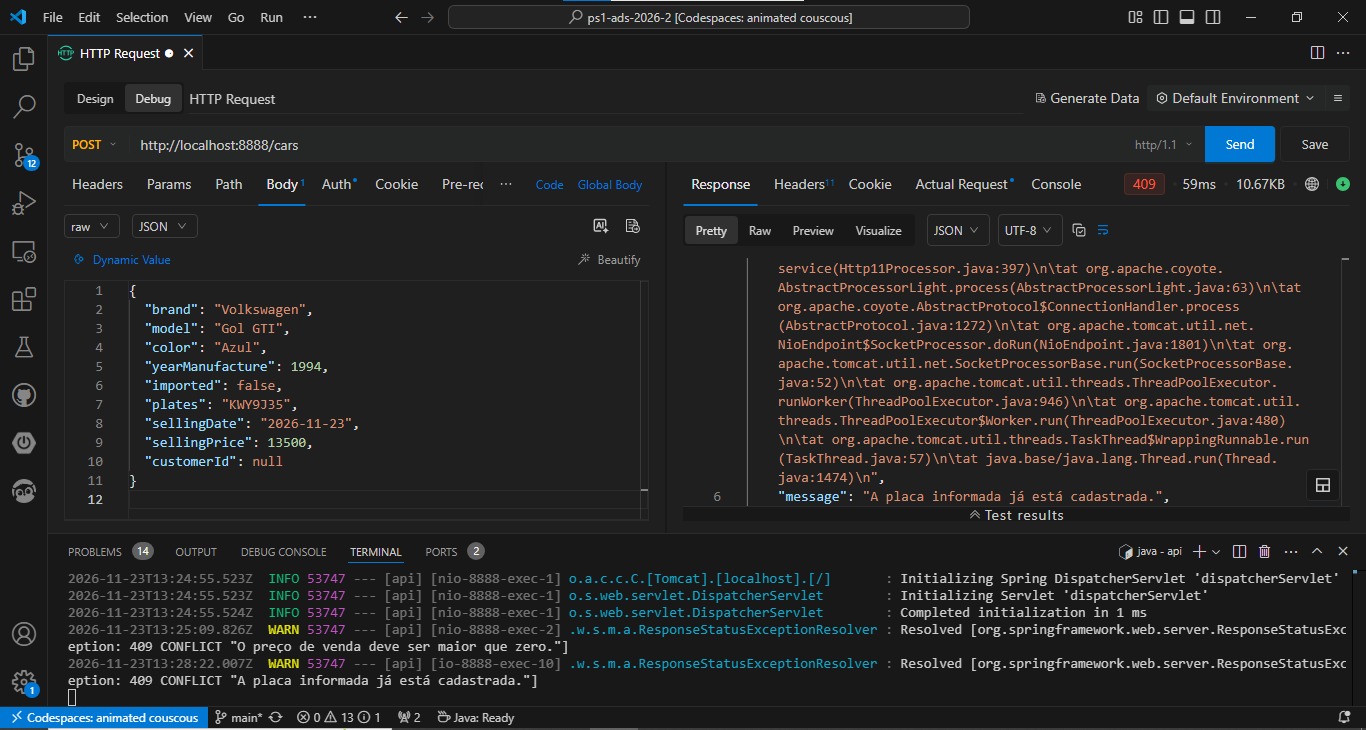 File Edit Selection View Go Run ···
ps1-ads-2026-2 [Codespaces: animated couscous]
HTTP HTTP Request
Design Debug HTTP Request
Generate Data Default Environment
POST http://localhost:8888/cars http/1.1 Send Save
Headers Params Path Body 1 Auth Cookie Pre-rec ··· Code Global Body
raw JSON
Dynamic Value Beautify
1 {
2 "brand": "Volkswagen",
3 "model": "Gol GTI",
4 "color": "Azul",
5 "yearManufacture": 1994,
6 "imported": false,
7 "plates": "KWY9J35",
8 "sellingDate": "2026-11-23",
9 "sellingPrice": 13500,
10 "customerId": null
11 }
12
Response Headers 11 Cookie Actual Request Console 409 59ms 10.67KB
Pretty Raw Preview Visualize JSON UTF-8
service(Http11Processor.java:397)\n\tat org.apache.coyote.
AbstractProcessorLight.process(AbstractProcessorLight.java:63)\n\tat
org.apache.coyote.AbstractProtocol$ConnectionHandler.process
(AbstractProtocol.java:1272)\n\tat org.apache.tomcat.util.net.
NioEndpoint$SocketProcessor.doRun(NioEndpoint.java:1801)\n\tat org.
apache.tomcat.util.net.SocketProcessorBase.run(SocketProcessorBase.
java:52)\n\tat org.apache.tomcat.util.threads.ThreadPoolExecutor.
runWorker(ThreadPoolExecutor.java:946)\n\tat org.apache.tomcat.util.
threads.ThreadPoolExecutor$Worker.run(ThreadPoolExecutor.java:480)
\n\tat org.apache.tomcat.util.threads.TaskThread$WrappingRunnable.run
(TaskThread.java:57)\n\tat java.base/java.lang.Thread.run(Thread.
java:1474)\n",
6 "message": "A placa informada já está cadastrada.",
Test results
12
PROBLEMS 14 OUTPUT DEBUG CONSOLE TERMINAL PORTS 2 java - api
2026-11-23T13:24:55.523Z INFO 53747 --- [api] [nio-8888-exec-1] o.a.c.c.C.[Tomcat].[localhost].[/] : Initializing Spring DispatcherServlet 'dispatcherServlet'
2026-11-23T13:24:55.523Z INFO 53747 --- [api] [nio-8888-exec-1] o.s.web.servlet.DispatcherServlet : Initializing Servlet 'dispatcherServlet'
2026-11-23T13:24:55.524Z INFO 53747 --- [api] [nio-8888-exec-1] o.s.web.servlet.DispatcherServlet : Completed initialization in 1 ms
2026-11-23T13:25:09.826Z WARN 53747 --- [api] [nio-8888-exec-2] .w.s.m.a.ResponseStatusExceptionResolver : Resolved [org.springframework.web.server.ResponseStatusExc
eption: 409 CONFLICT "O preço de venda deve ser maior que zero."]
2026-11-23T13:28:22.007Z WARN 53747 --- [api] [io-8888-exec-10] .w.s.m.a.ResponseStatusExceptionResolver : Resolved [org.springframework.web.server.ResponseStatusExc
eption: 409 CONFLICT "A placa informada já está cadastrada."]
1
Codespaces: animated couscous main* 0 13 1 2 Java: Ready